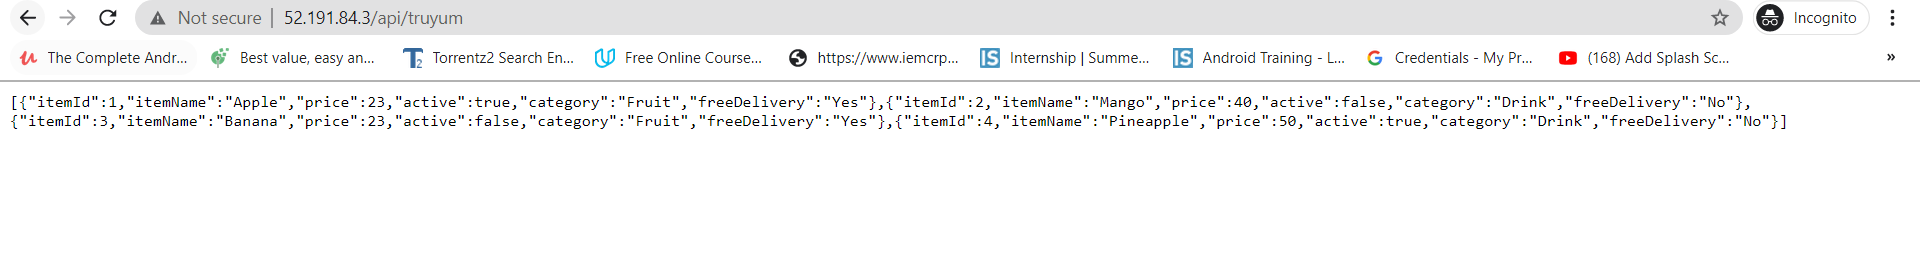 Not secure | 52.191.84.3/api/truyum Incognito
The Complete Andr... Best value, easy an... T2 Torrentz2 Search En... Free Online Course... https://www.iemcrp... IS Internship | Summe... IS Android Training - L... G Credentials - My Pr... (168) Add Splash Sc... »
[{"itemId":1,"itemName":"Apple","price":23,"active":true,"category":"Fruit","freeDelivery":"Yes"},{"itemId":2,"itemName":"Mango","price":40,"active":false,"category":"Drink","freeDelivery":"No"},
{"itemId":3,"itemName":"Banana","price":23,"active":false,"category":"Fruit","freeDelivery":"Yes"},{"itemId":4,"itemName":"Pineapple","price":50,"active":true,"category":"Drink","freeDelivery":"No"}]